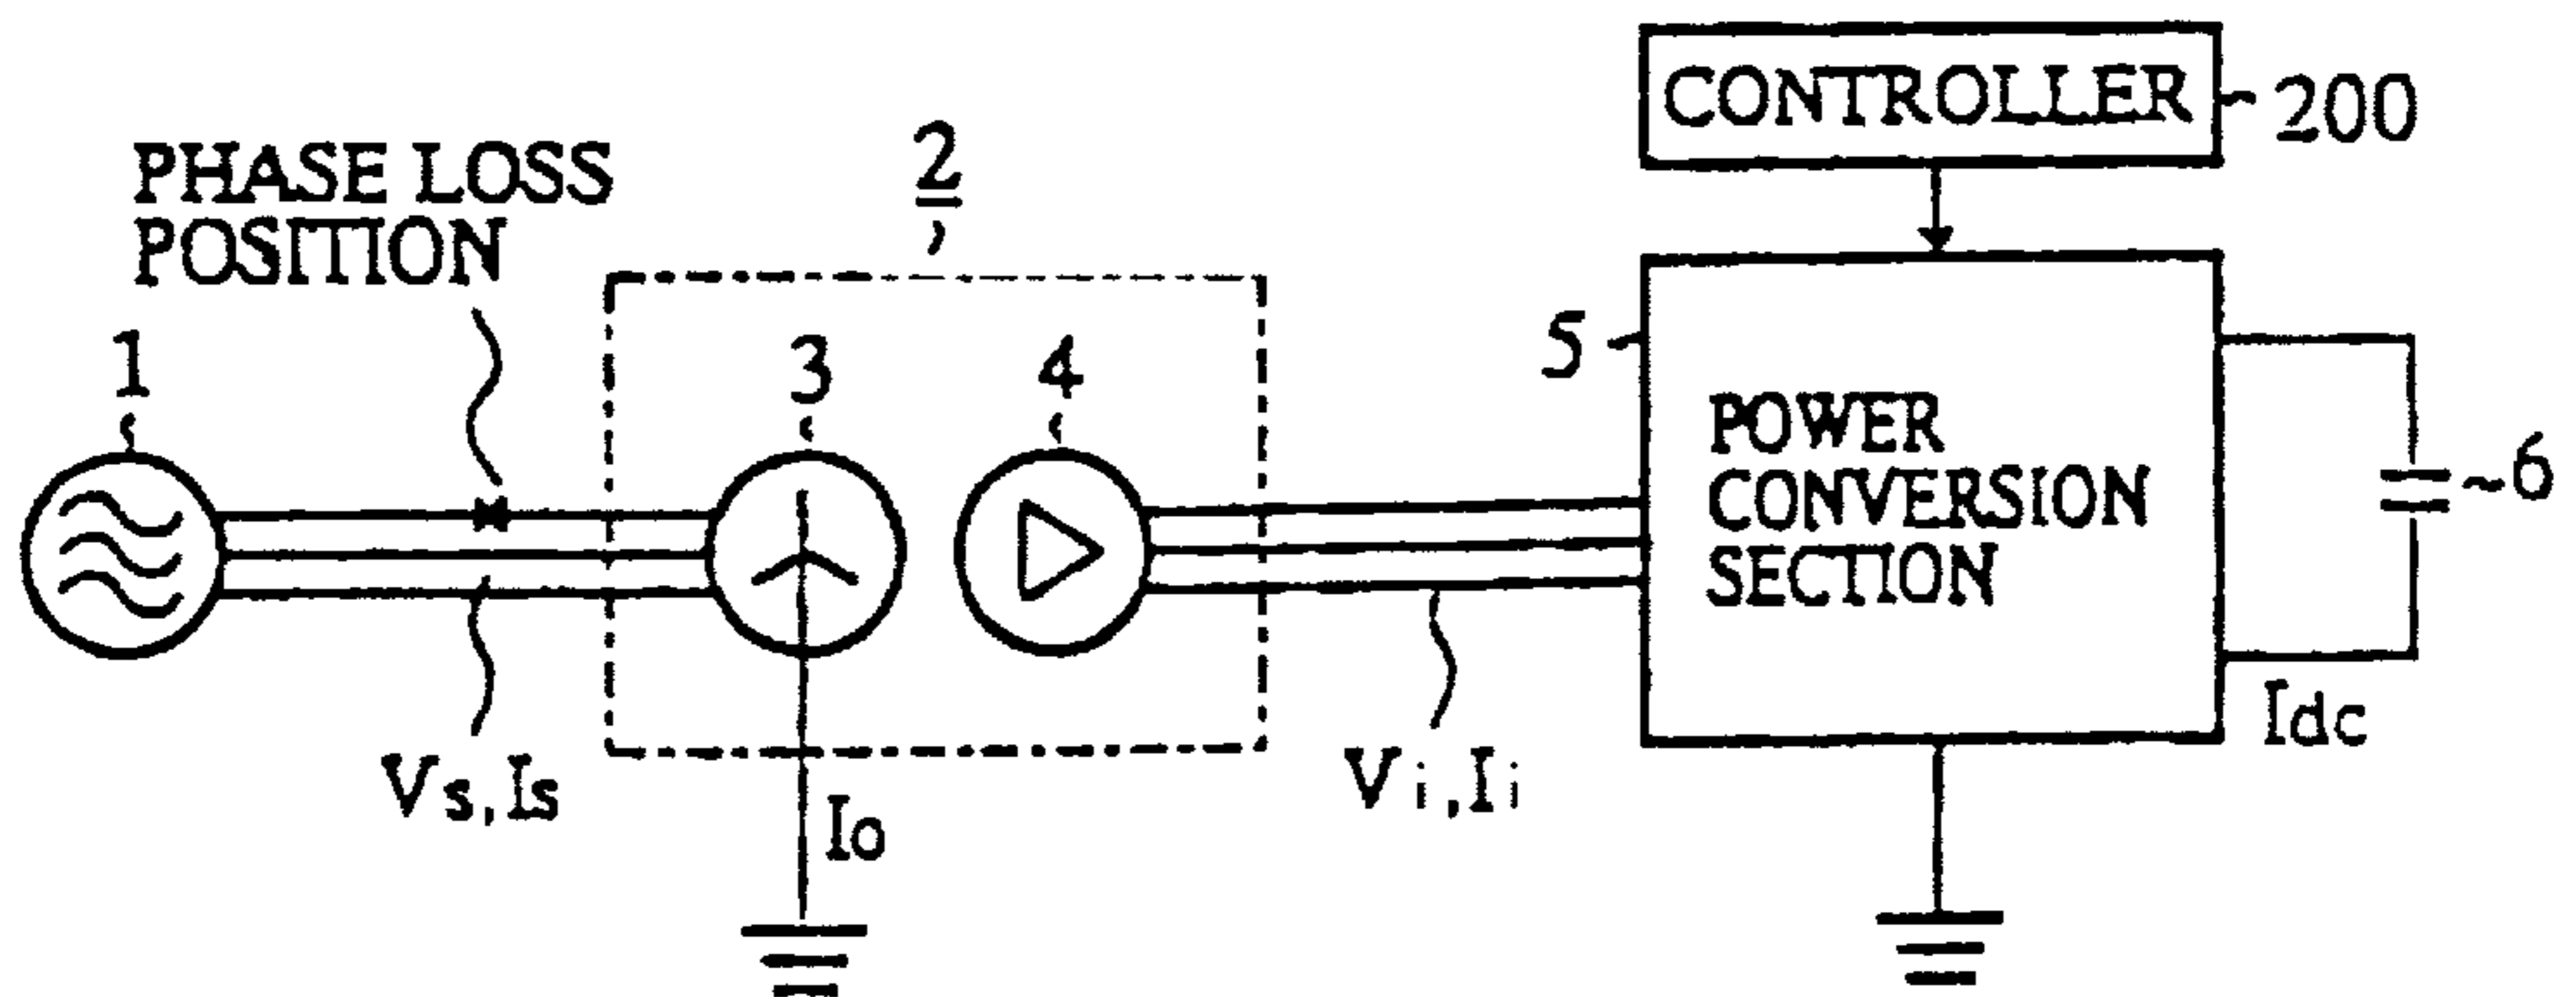 CONTROLLER
200
PHASE LOSS
POSITION
2
1
3
4
5
POWER
CONVERSION
SECTION
6
Idc
Vs,Is
Vi,Ii
Io